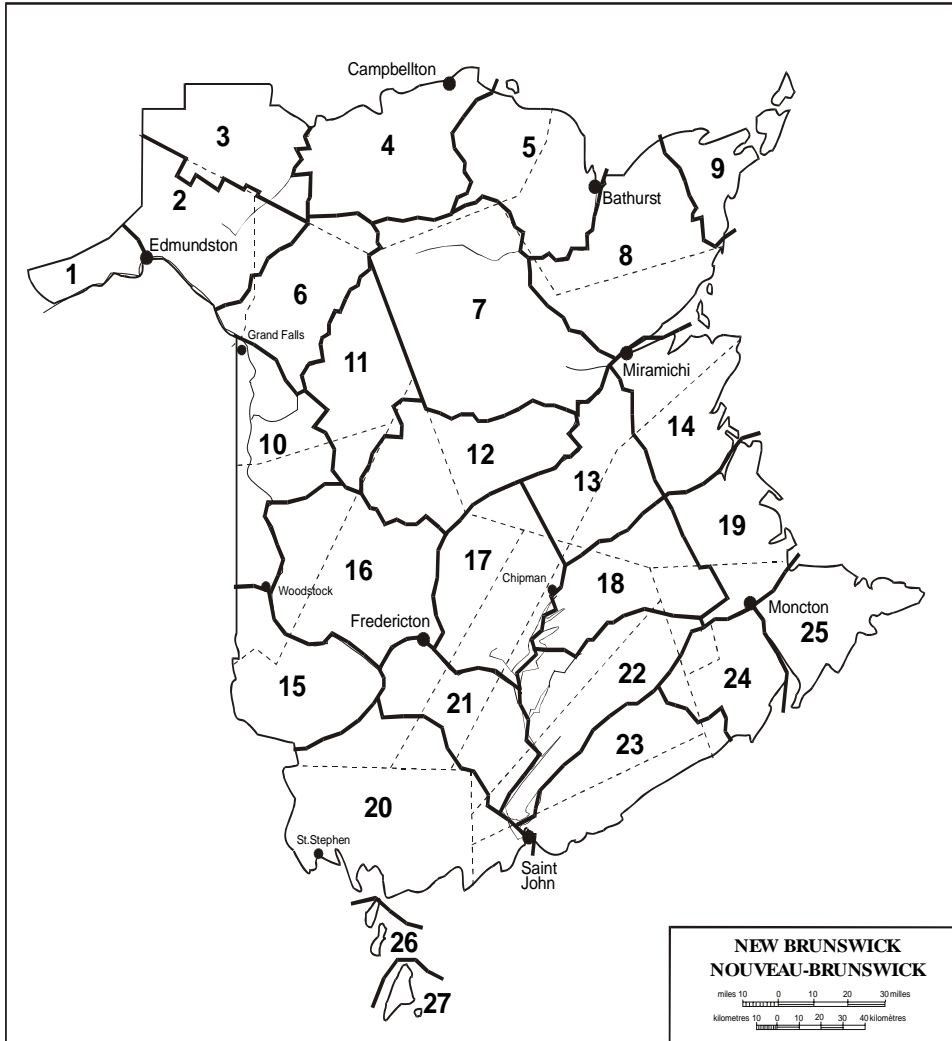 Campbellton
3
4
5
9
2
Bathurst
Edmundston
8
1
6
7
Grand Falls
11
Miramichi
14
10
12
13
19
17
16
Chipman
18
Woodstock
Moncton
Fredericton
25
22
15
24
21
23
20
St.Stephen
Saint
John
26
27
NEW BRUNSWICK
NOUVEAU-BRUNSWICK
miles 10 0 10 20 30 milles
kilometres 10 0 10 20 30 40 kilomètres